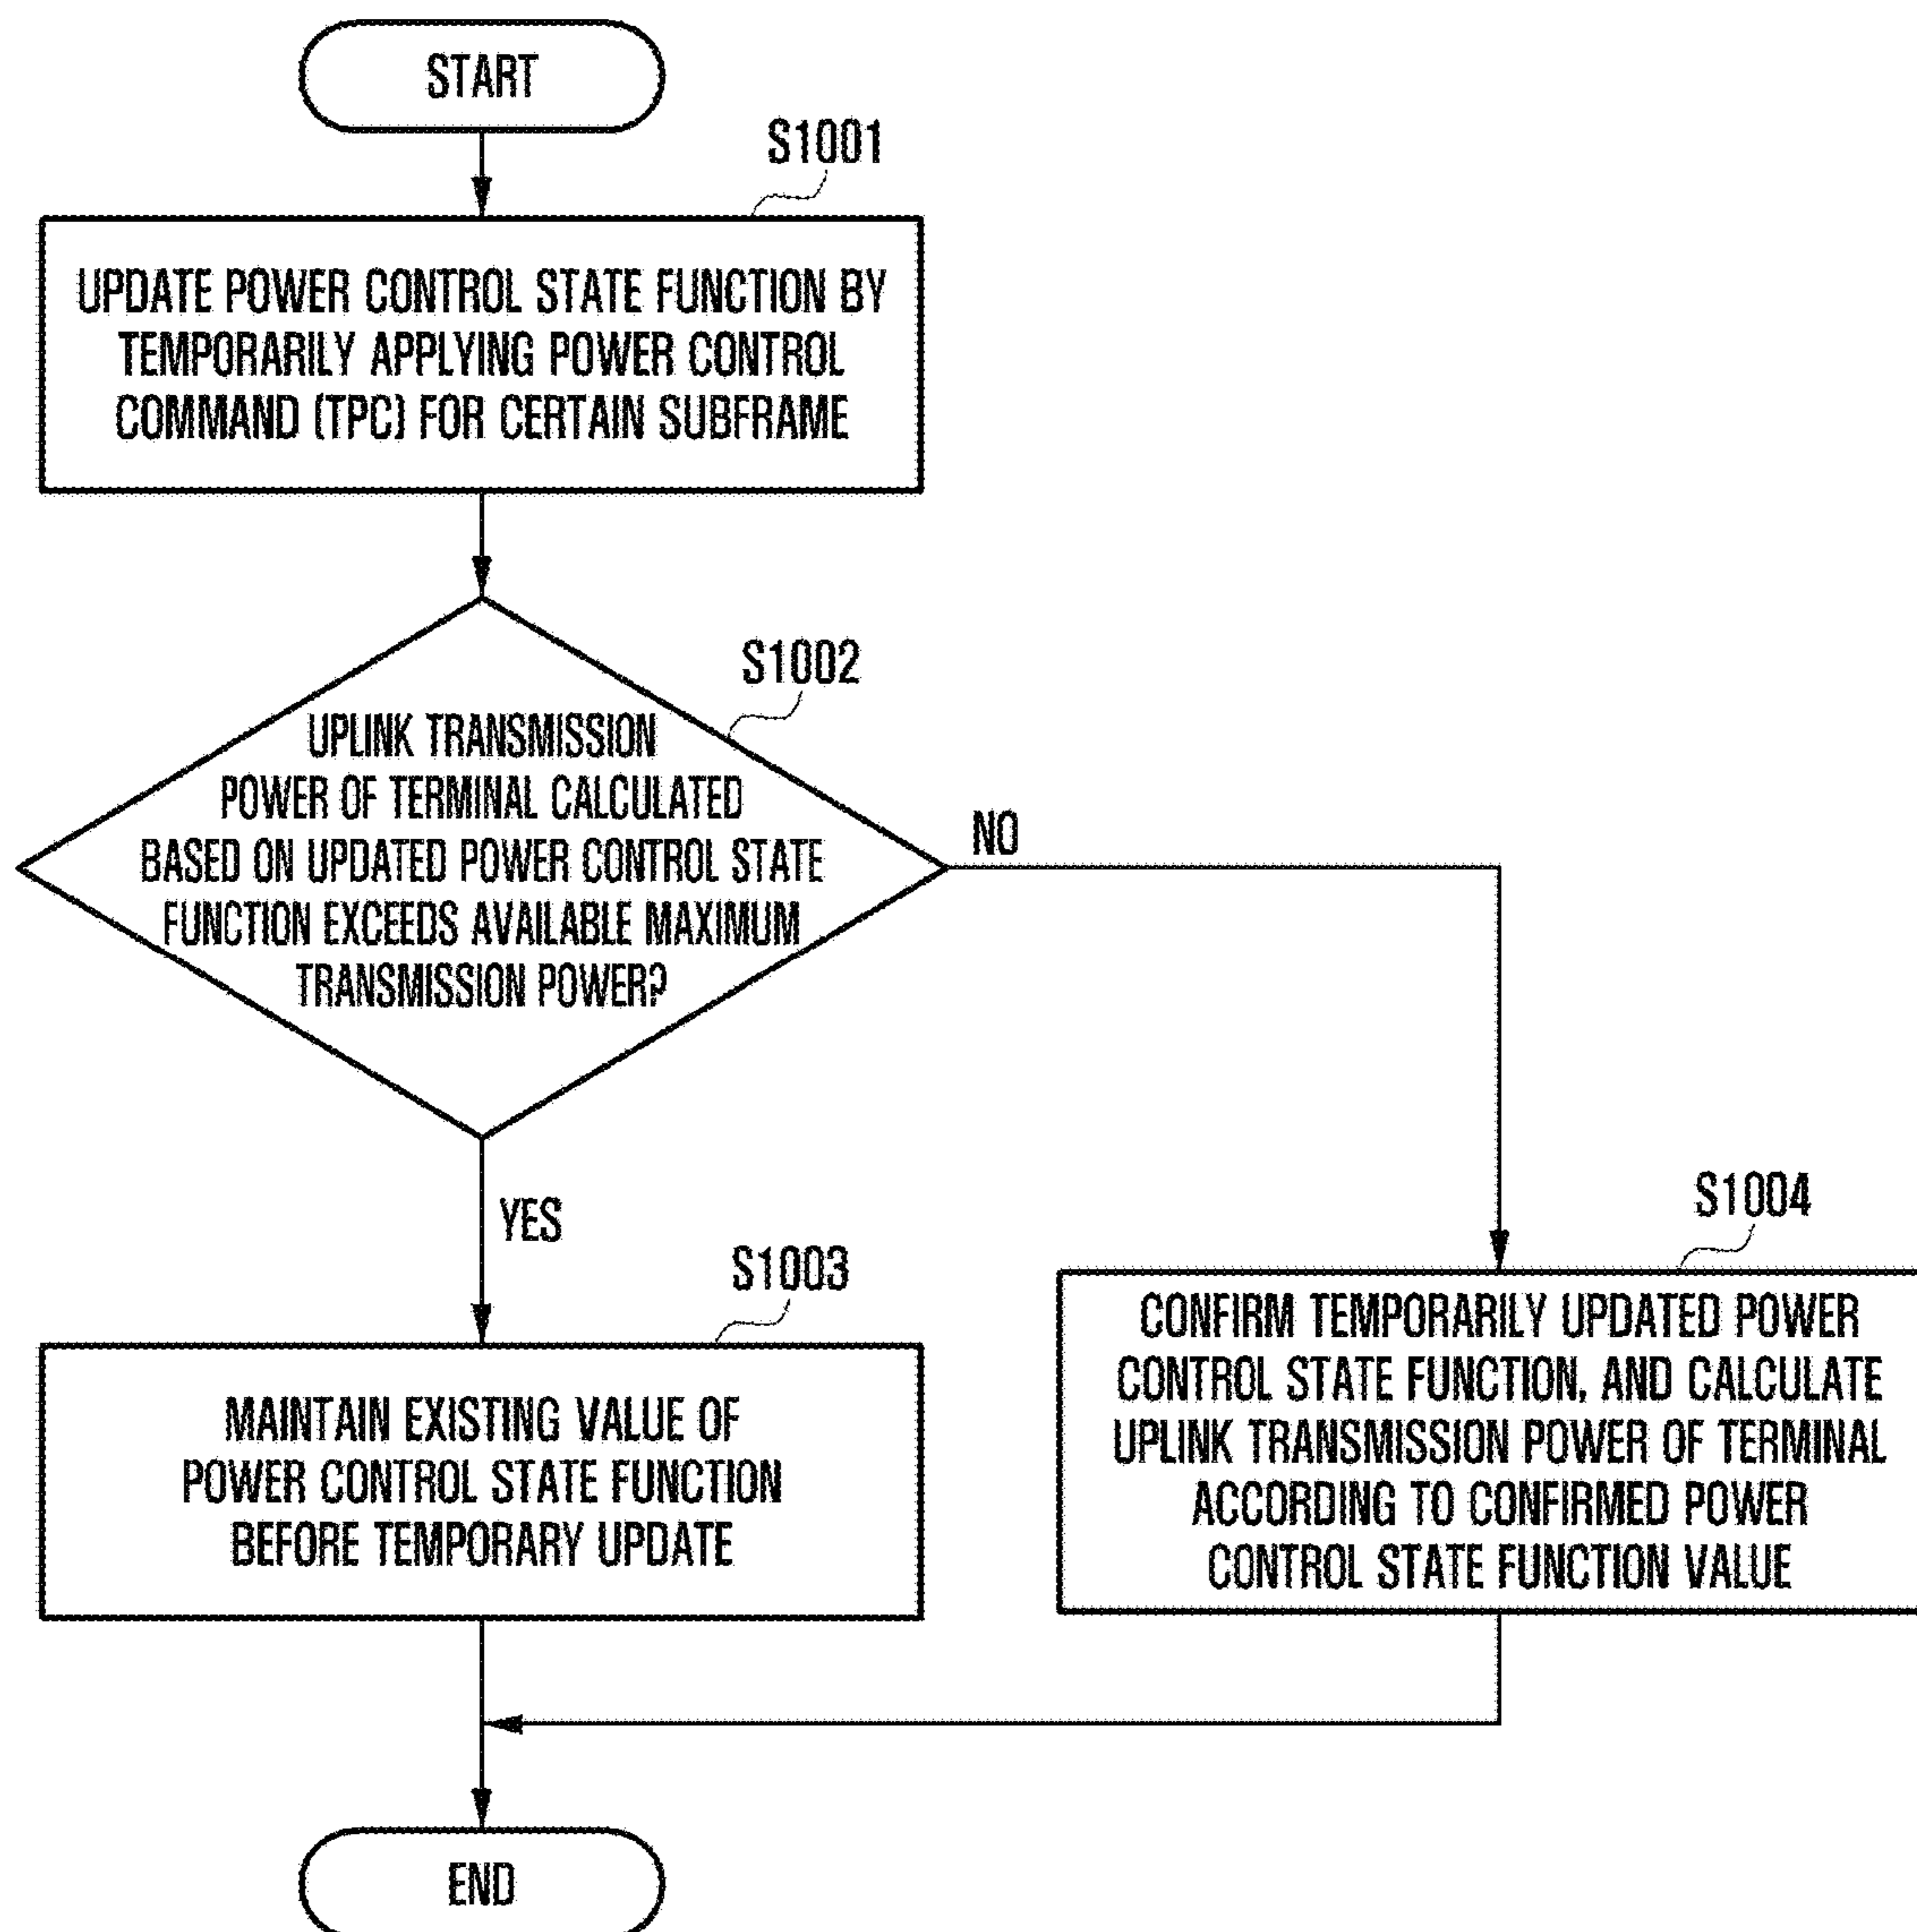 START
S1001
UPDATE POWER CONTROL STATE FUNCTION BY
TEMPORARILY APPLYING POWER CONTROL
COMMAND (TPC) FOR CERTAIN SUBFRAME
S1002
UPLINK TRANSMISSION
POWER OF TERMINAL CALCULATED
BASED ON UPDATED POWER CONTROL STATE
FUNCTION EXCEEDS AVAILABLE MAXIMUM
TRANSMISSION POWER?
NO
YES
S1003
MAINTAIN EXISTING VALUE OF
POWER CONTROL STATE FUNCTION
BEFORE TEMPORARY UPDATE
S1004
CONFIRM TEMPORARILY UPDATED POWER
CONTROL STATE FUNCTION, AND CALCULATE
UPLINK TRANSMISSION POWER OF TERMINAL
ACCORDING TO CONFIRMED POWER
CONTROL STATE FUNCTION VALUE
END